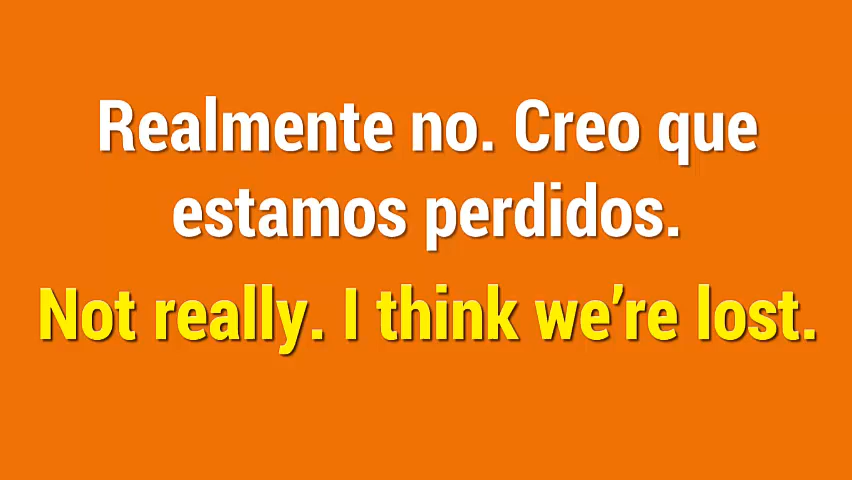 Realmente no. Creo que
estamos perdidos.
Not really. I think we’re lost.